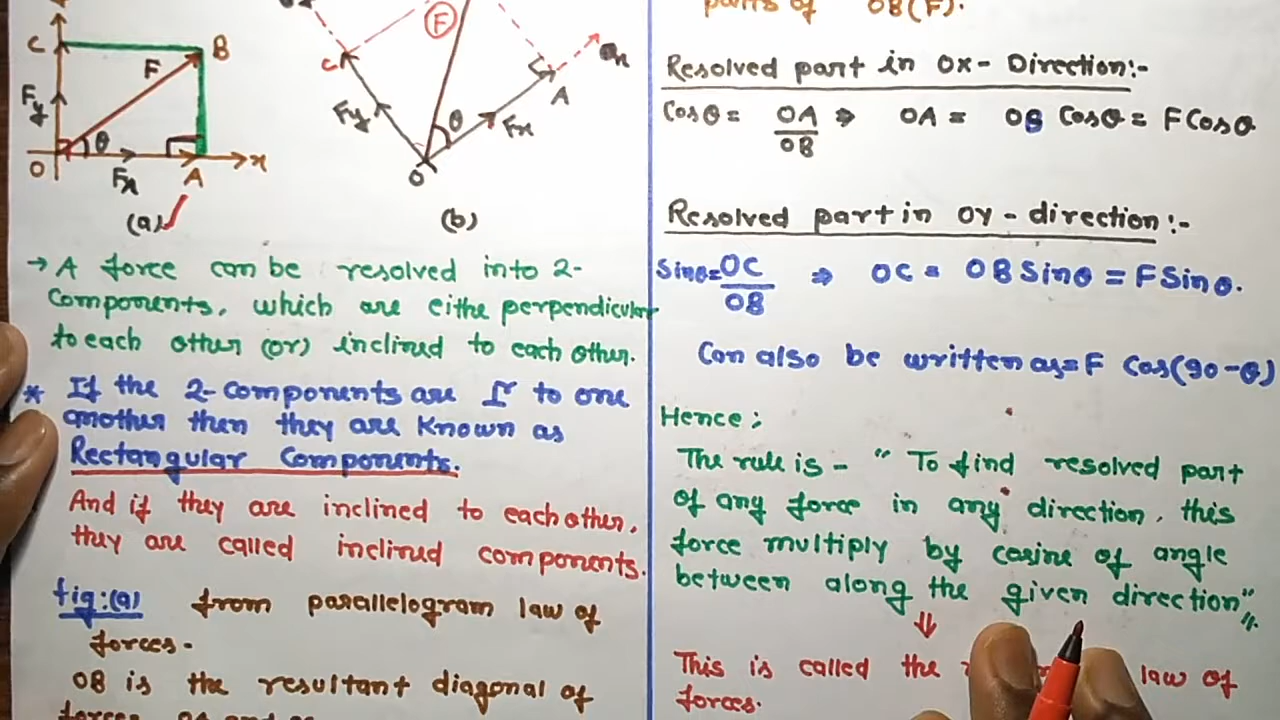 C
B
F
Fy
θ
O
Fx
A
x
(a)
F
C
Fy
θ
Fx
A
O
(b)
→ A force can be resolved into 2-
Components, which are eithe perpendicular
to each other (or) inclined to each other.
* If the 2-components are to one
another then they are known as
Rectangular Components.
And if they are inclined to each other,
they are called inclined components.
fig:(a) from parallelogram law of
forces-
OB is the resultant diagonal of
forces
parts of OB(F).
Resolved part in ox- Direction:-
Cosθ = OA/OB ⇒ OA = OB Cosθ = F Cosθ
Resolved part in oy-direction:-
Sinθ = OC/OB ⇒ OC = OB Sinθ = F Sinθ.
Can also be written as = F Cos(90-θ)
Hence;
The rule is - "To find resolved part
of any force in any direction, this
force multiply by cosine of angle
between along the given direction"
⇓
This is called the law of
forces.